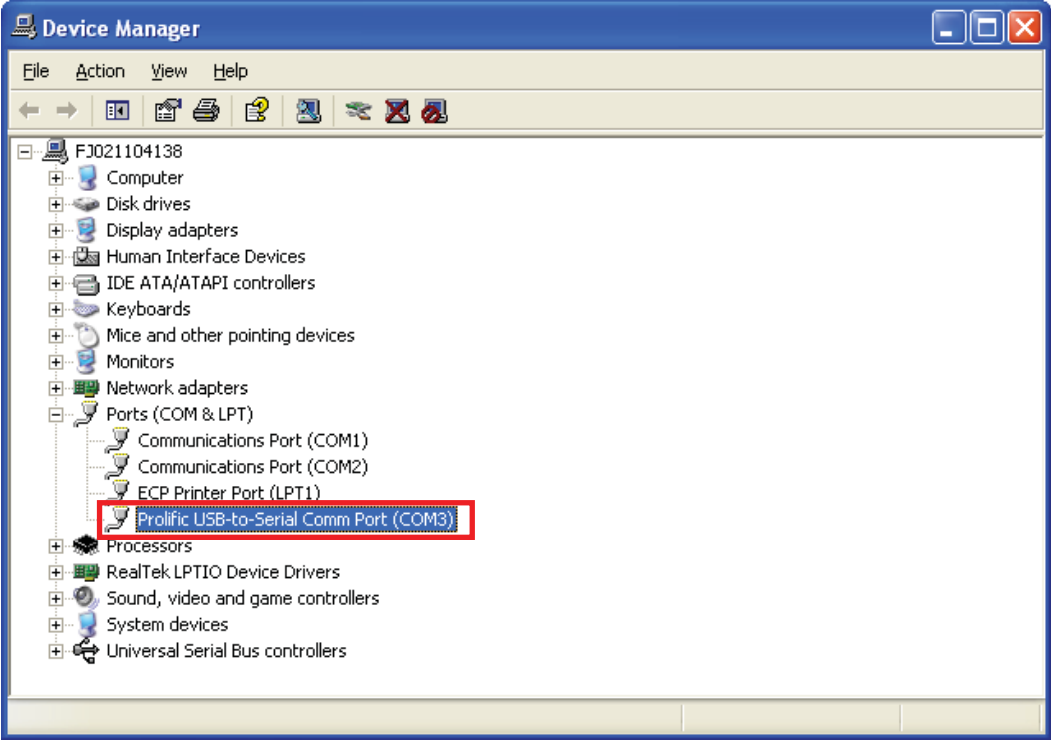 Device Manager
File Action View Help
FJ021104138
Computer
Disk drives
Display adapters
Human Interface Devices
IDE ATA/ATAPI controllers
Keyboards
Mice and other pointing devices
Monitors
Network adapters
Ports (COM & LPT)
Communications Port (COM1)
Communications Port (COM2)
ECP Printer Port (LPT1)
Prolific USB-to-Serial Comm Port (COM3)
Processors
RealTek LPTIO Device Drivers
Sound, video and game controllers
System devices
Universal Serial Bus controllers